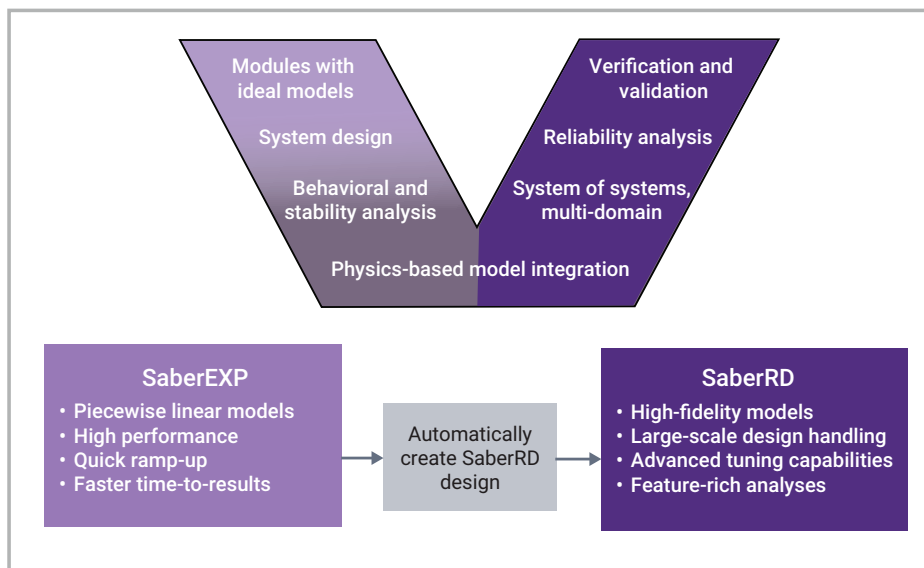 Modules with
ideal models
System design
Behavioral and
stability analysis
Verification and
validation
Reliability analysis
System of systems,
multi-domain
Physics-based model integration
SaberEXP
• Piecewise linear models
• High performance
• Quick ramp-up
• Faster time-to-results
Automatically
create SaberRD
design
SaberRD
• High-fidelity models
• Large-scale design handling
• Advanced tuning capabilities
• Feature-rich analyses